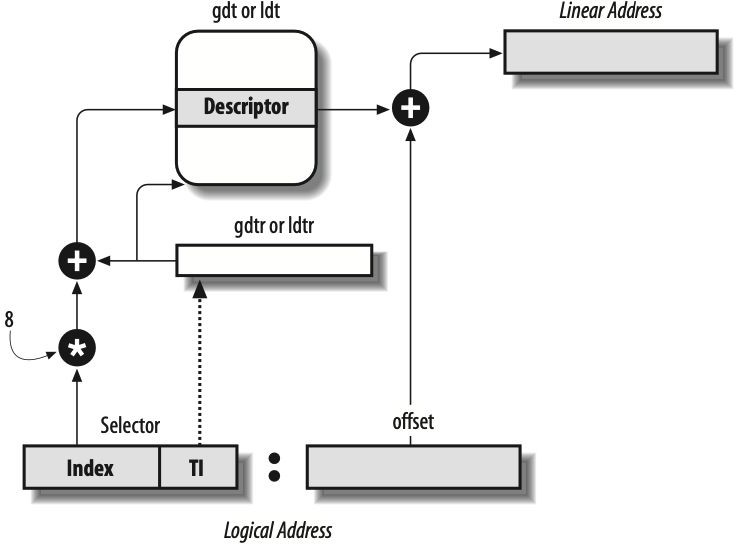 gdt or ldt
Linear Address
Descriptor
+
gdtr or ldtr
+
8
*
Selector
offset
Index
TI
:
Logical Address